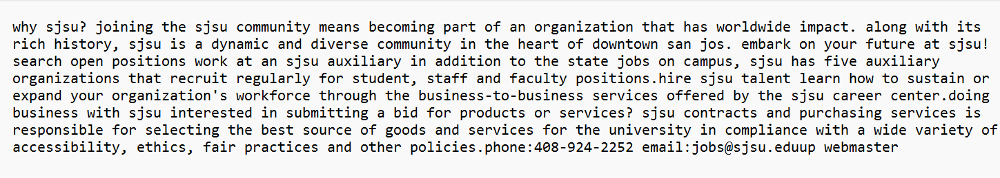 why sjsu? joining the sjsu community means becoming part of an organization that has worldwide impact. along with its
rich history, sjsu is a dynamic and diverse community in the heart of downtown san jos. embark on your future at sjsu!
search open positions work at an sjsu auxiliary in addition to the state jobs on campus, sjsu has five auxiliary
organizations that recruit regularly for student, staff and faculty positions.hire sjsu talent learn how to sustain or
expand your organization's workforce through the business-to-business services offered by the sjsu career center.doing
business with sjsu interested in submitting a bid for products or services? sjsu contracts and purchasing services is
responsible for selecting the best source of goods and services for the university in compliance with a wide variety of
accessibility, ethics, fair practices and other policies.phone:408-924-2252 email:jobs@sjsu.eduup webmaster